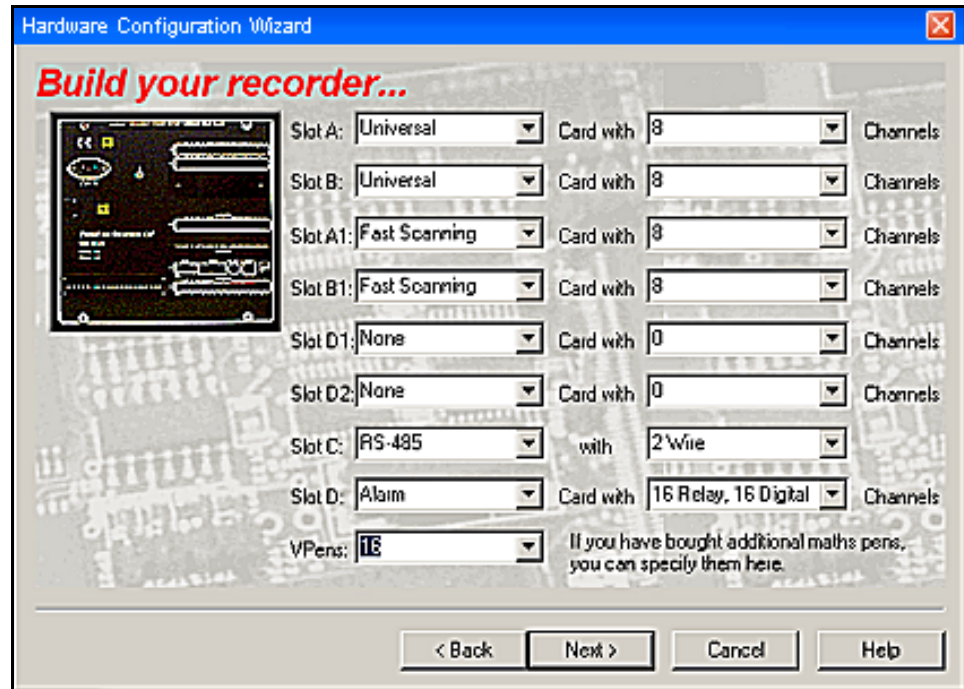 Hardware Configuration Wizard
Build your recorder...
Slot A: Universal Card with 8 Channels
Slot B: Universal Card with 8 Channels
Slot A1: Fast Scanning Card with 8 Channels
Slot B1: Fast Scanning Card with 8 Channels
Slot D1: None Card with 0 Channels
Slot D2: None Card with 0 Channels
Slot C: RS-485 with 2 Wire
Slot D: Alarm Card with 16 Relay, 16 Digital Channels
VPens: 16 If you have bought additional maths pens,
you can specify them here.
< Back Next > Cancel Help